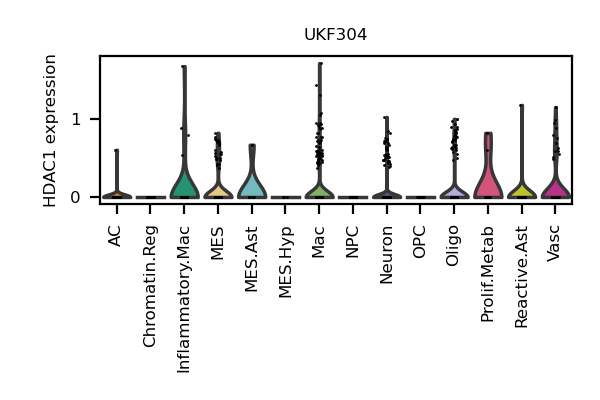 UKF304
HDAC1 expression
1
0
AC
Chromatin.Reg
Inflammatory.Mac
MES
MES.Ast
MES.Hyp
Mac
NPC
Neuron
OPC
Oligo
Prolif.Metab
Reactive.Ast
Vasc